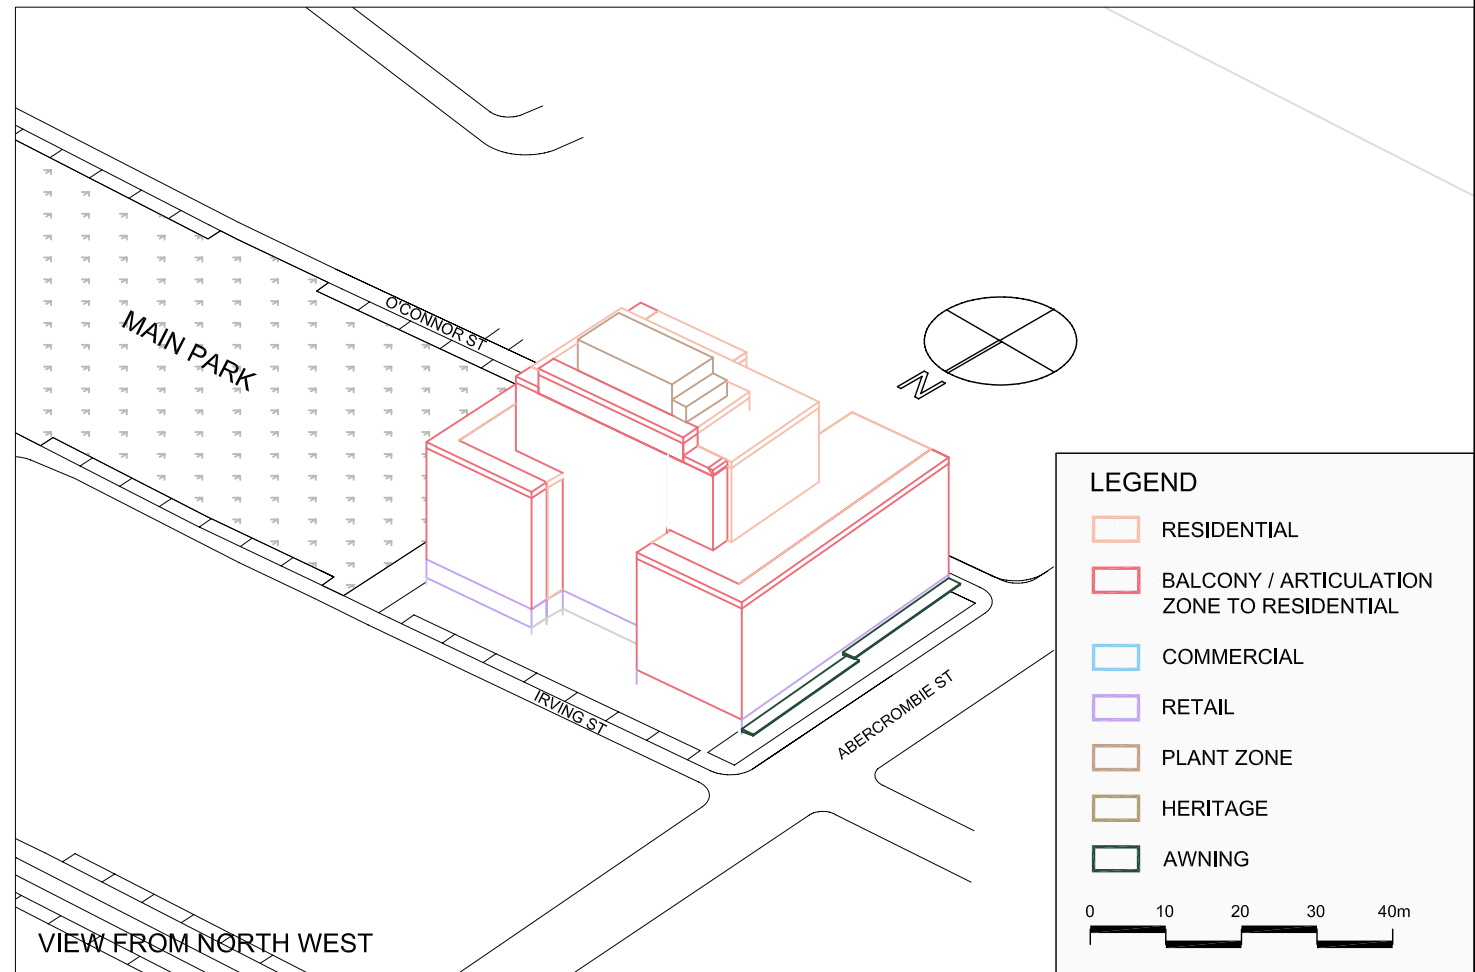 O'CONNOR ST
MAIN PARK
N
IRVING ST
ABERCROMBIE ST
VIEW FROM NORTH WEST
LEGEND
RESIDENTIAL
BALCONY / ARTICULATION
ZONE TO RESIDENTIAL
COMMERCIAL
RETAIL
PLANT ZONE
HERITAGE
AWNING
0 10 20 30 40m